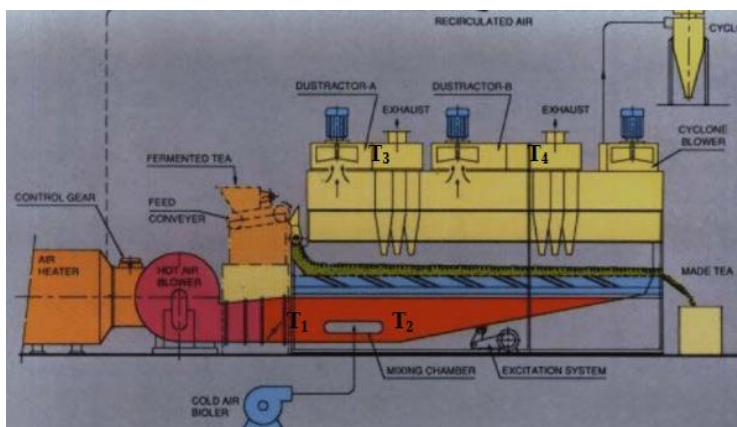 RECIRCULATED AIR
CYCL
DUSTRACTOR-A
DUSTRACTOR-B
EXHAUST
EXHAUST
CYCLONE
BLOWER
T3
T4
FERMENTED TEA
CONTROL GEAR
FEED
CONVEYER
AIR
HEATER
HOT AIR
BLOWER
MADE TEA
T1
T2
MIXING CHAMBER
EXCITATION SYSTEM
COLD AIR
BIOLER